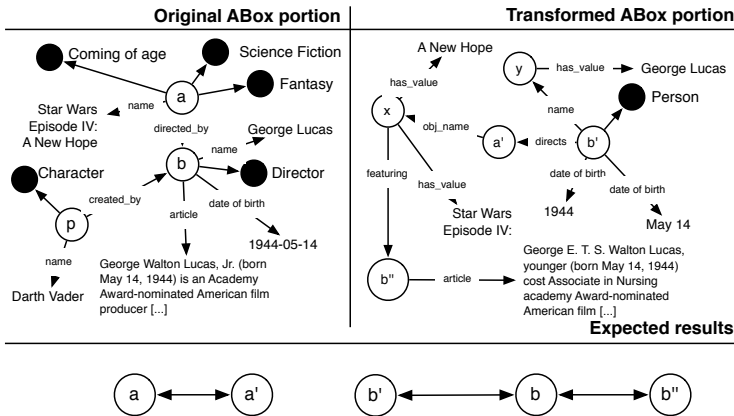 Original ABox portion
Transformed ABox portion
Coming of age
Science Fiction
Fantasy
a
name
Star Wars
Episode IV:
A New Hope
directed_by
George Lucas
name
b
Director
Character
created_by
date of birth
article
p
1944-05-14
name
Darth Vader
George Walton Lucas, Jr. (born
May 14, 1944) is an Academy
Award-nominated American film
producer [...]
A New Hope
y
has_value
George Lucas
has_value
Person
x
name
obj_name
a'
directs
b'
featuring
date of birth
has_value
date of birth
Star Wars
Episode IV:
1944
May 14
b''
article
George E. T. S. Walton Lucas,
younger (born May 14, 1944)
cost Associate in Nursing
academy Award-nominated
American film [...]
Expected results
a
a'
b'
b
b''